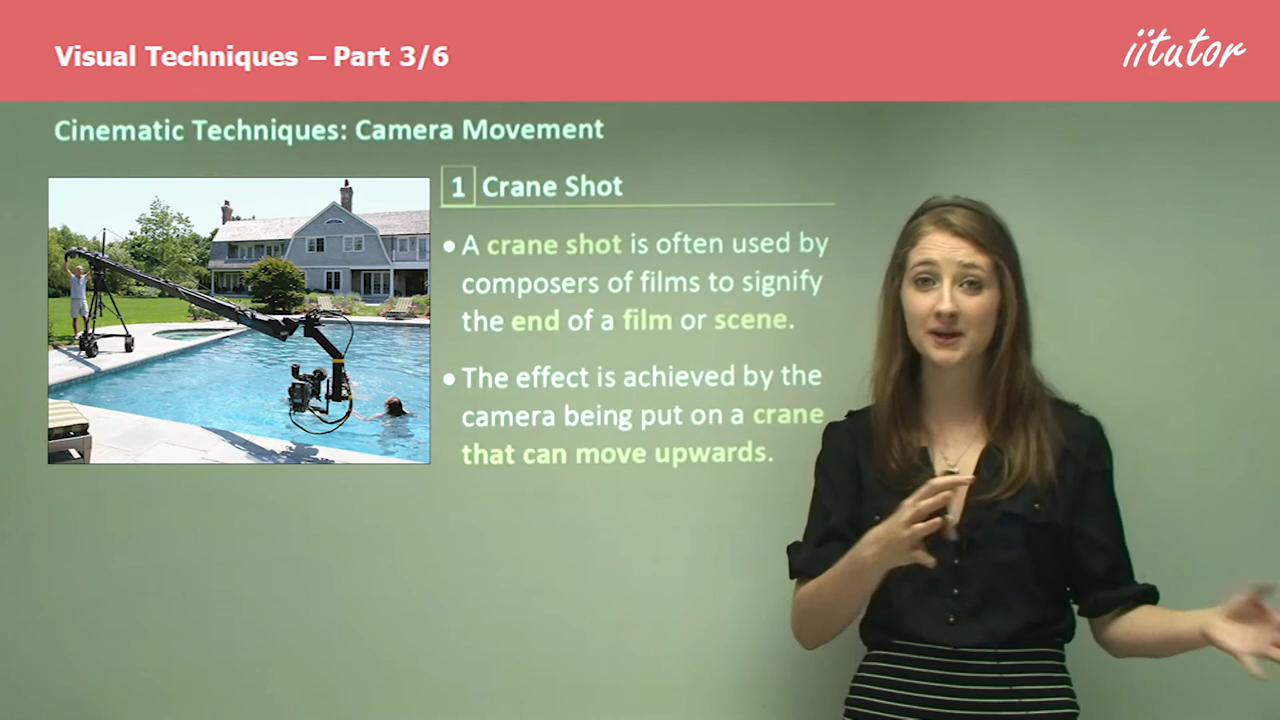 Visual Techniques – Part 3/6
iitutor
Cinematic Techniques: Camera Movement
1 Crane Shot
• A crane shot is often used by
composers of films to signify
the end of a film or scene.
• The effect is achieved by the
camera being put on a crane
that can move upwards.